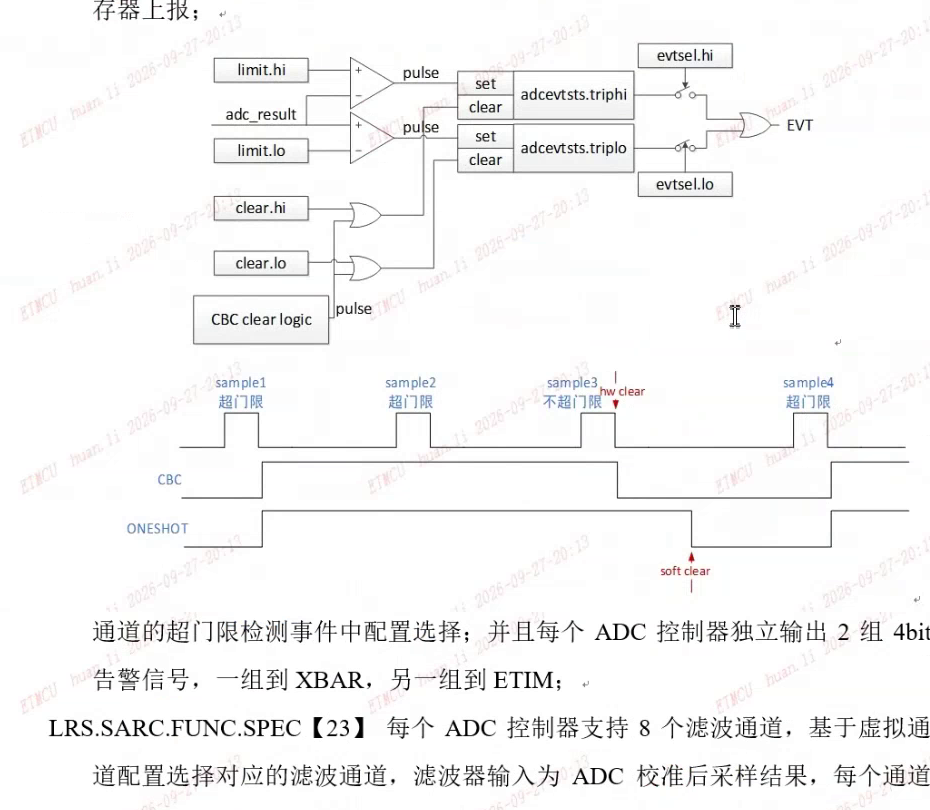 存器上报；
limit.hi
adc_result
limit.lo
pulse
pulse
set
clear
adcevtsts.triphi
set
clear
adcevtsts.triplo
evtsel.hi
EVT
evtsel.lo
clear.hi
clear.lo
CBC clear logic
pulse
sample1
超门限
sample2
超门限
sample3
不超门限
hw clear
sample4
超门限
CBC
ONESHOT
soft clear
通道的超门限检测事件中配置选择；并且每个 ADC 控制器独立输出 2 组 4bit
告警信号，一组到 XBAR，另一组到 ETIM；
LRS.SARC.FUNC.SPEC【23】 每个 ADC 控制器支持 8 个滤波通道，基于虚拟通
道配置选择对应的滤波通道，滤波器输入为 ADC 校准后采样结果，每个通道